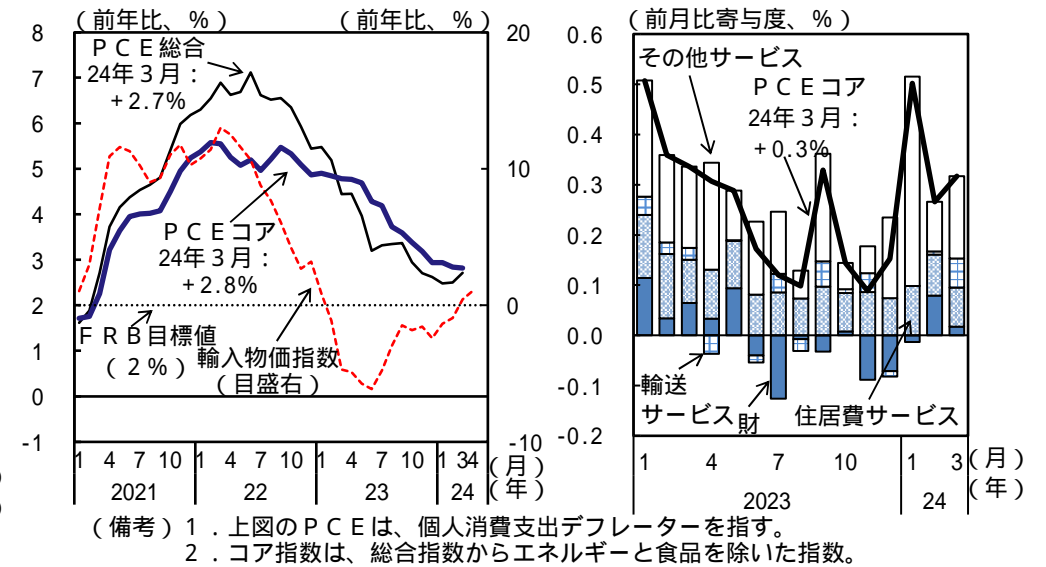 （前年比、％）
（前年比、％）
8
7
6
5
4
3
2
1
0
-1
20
10
0
-10
ＰＣＥ総合
24年３月：
+2.7%
ＰＣＥコア
24年３月：
+2.8%
ＦＲＢ目標値
（２％）
輸入物価指数
（目盛右）
1 4 7 10 1 4 7 10 1 4 7 10 1 34
（月）
2021 22 23 24
（年）
（前月比寄与度、％）
0.6
0.5
0.4
0.3
0.2
0.1
0.0
-0.1
-0.2
その他サービス
ＰＣＥコア
24年３月：
+0.3%
輸送
サービス
財
住居費サービス
1 4 7 10 1 3
（月）
2023 24
（年）
（備考）１．上図のＰＣＥは、個人消費支出デフレーターを指す。
２．コア指数は、総合指数からエネルギーと食品を除いた指数。